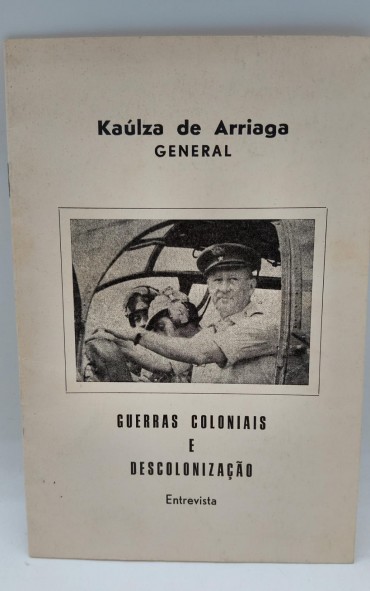 Kaúlza de Arriaga
GENERAL
GUERRAS COLONIAIS
E
DESCOLONIZAÇÃO
Entrevista